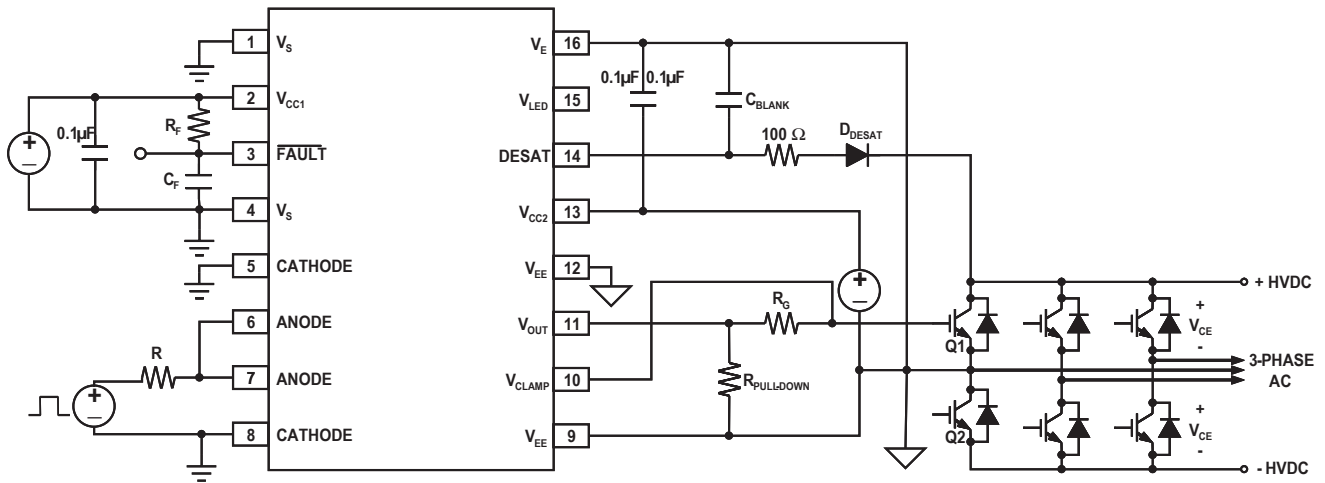 1 V_S
2 V_CC1
3 FAULT
4 V_S
5 CATHODE
6 ANODE
7 ANODE
8 CATHODE
V_E 16
V_LED 15
DESAT 14
V_CC2 13
V_EE 12
V_OUT 11
V_CLAMP 10
V_EE 9
+
–
0.1µF
R_F
C_F
R
+
–
0.1µF 0.1µF
C_BLANK
100 Ω
D_DESAT
+
–
R_G
R_PULL-DOWN
Q1
Q2
+ HVDC
+
V_CE
-
3-PHASE
AC
+
V_CE
-
- HVDC